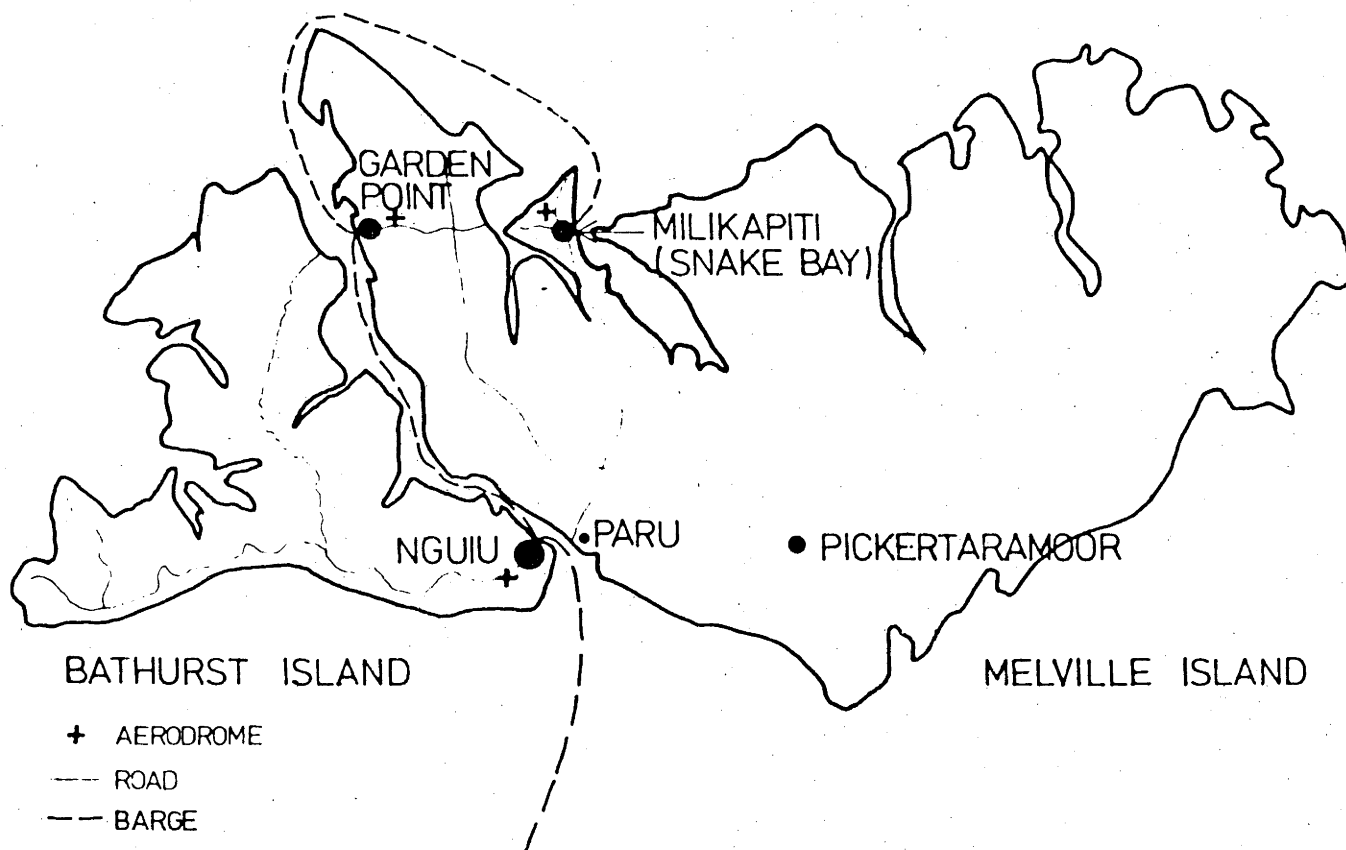 GARDEN
POINT
MILIKAPITI
(SNAKE BAY)
NGUIU
PARU
PICKERTARAMOOR
BATHURST ISLAND
MELVILLE ISLAND
AERODROME
ROAD
BARGE